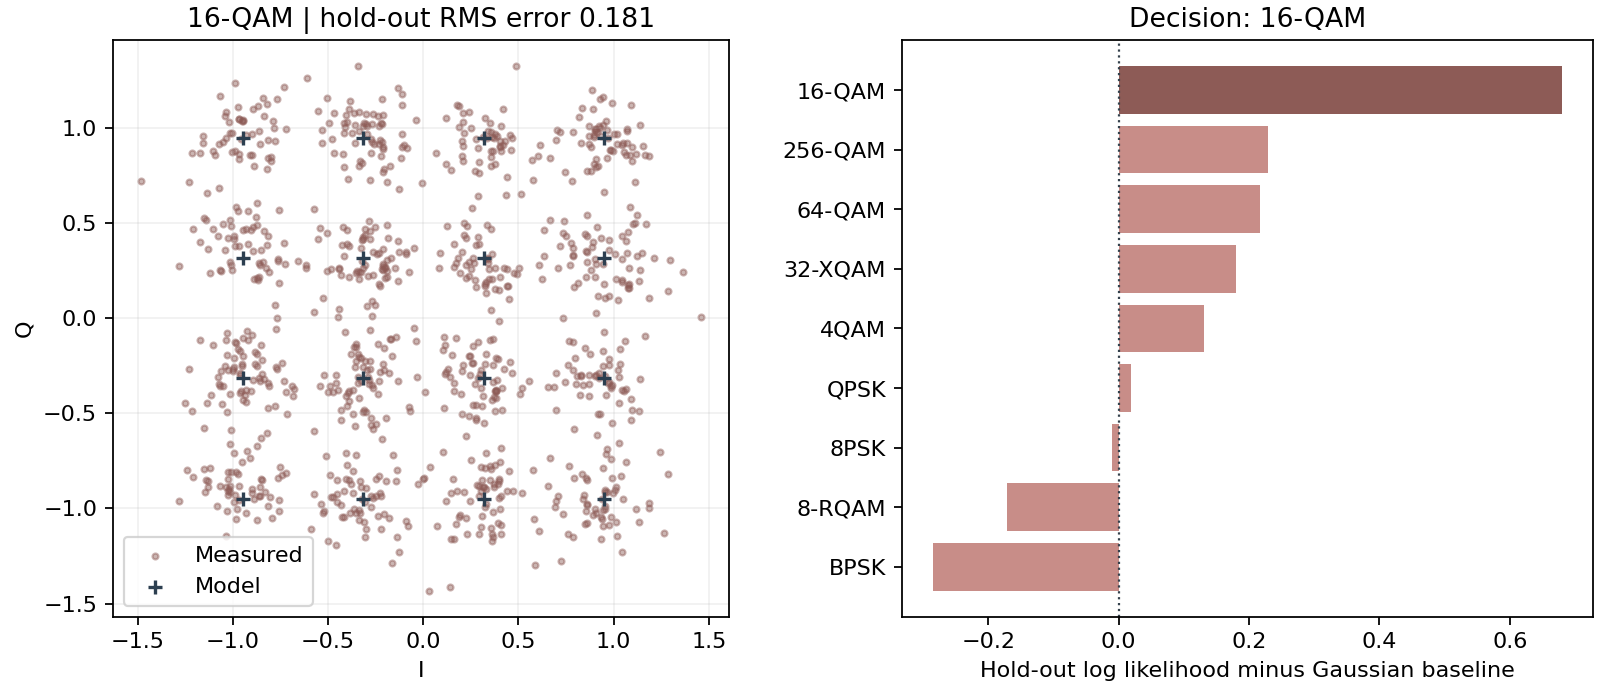 16-QAM | hold-out RMS error 0.181
Q
1.0
0.5
0.0
−0.5
−1.0
−1.5
Measured
Model
−1.5
−1.0
−0.5
0.0
0.5
1.0
1.5
I
Decision: 16-QAM
16-QAM
256-QAM
64-QAM
32-XQAM
4QAM
QPSK
8PSK
8-RQAM
BPSK
−0.2
0.0
0.2
0.4
0.6
Hold-out log likelihood minus Gaussian baseline